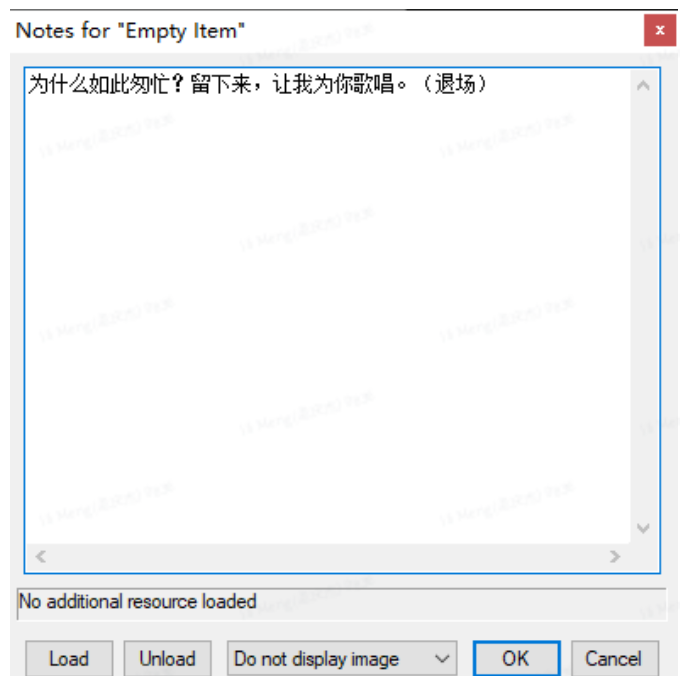 Notes for "Empty Item"
x
为什么如此匆忙？留下来，让我为你歌唱。（退场）
No additional resource loaded
Load Unload Do not display image OK Cancel